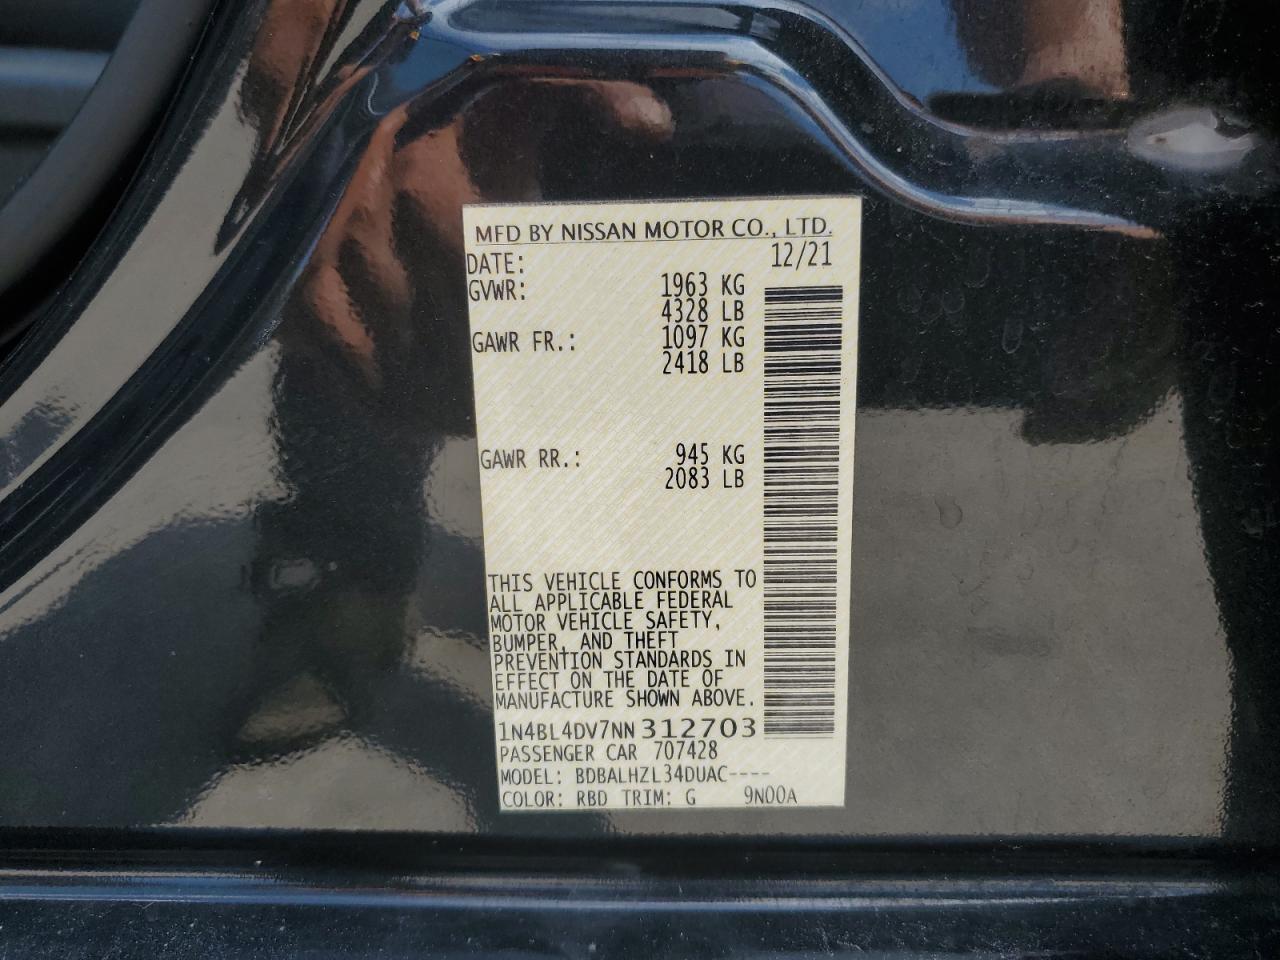 MFD BY NISSAN MOTOR CO., LTD.
DATE: 12/21
GVWR: 1963 KG
4328 LB
GAWR FR.: 1097 KG
2418 LB
GAWR RR.: 945 KG
2083 LB
THIS VEHICLE CONFORMS TO
ALL APPLICABLE FEDERAL
MOTOR VEHICLE SAFETY,
BUMPER, AND THEFT
PREVENTION STANDARDS IN
EFFECT ON THE DATE OF
MANUFACTURE SHOWN ABOVE.
1N4BL4DV7NN312703
PASSENGER CAR 707428
MODEL: BDBALHZL34DUAC----
COLOR: RBD TRIM: G 9N00A